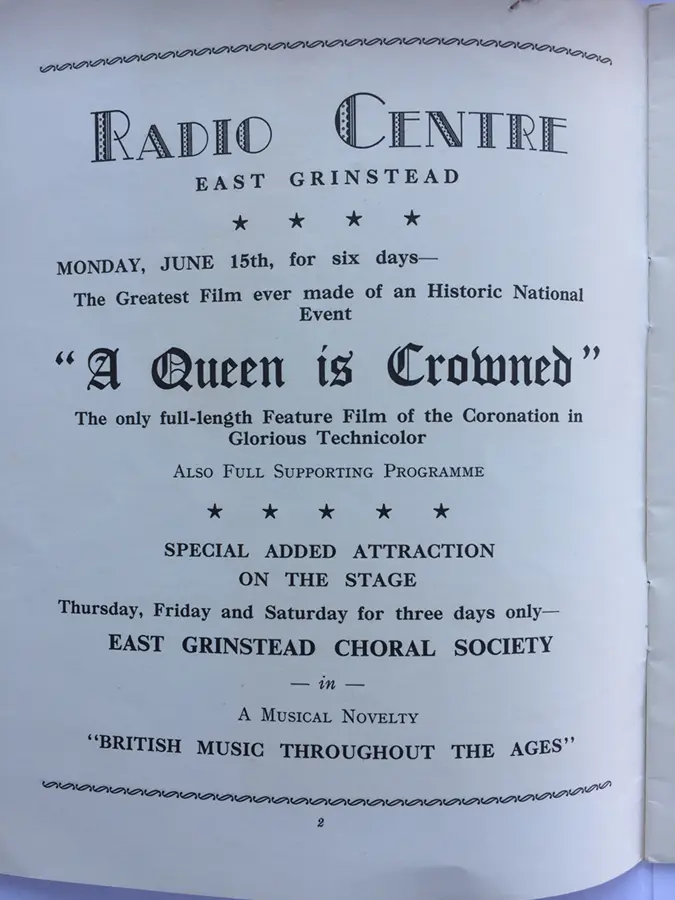 RADIO CENTRE
EAST GRINSTEAD
MONDAY, JUNE 15th, for six days—
The Greatest Film ever made of an Historic National
Event
"A Queen is Crowned"
The only full-length Feature Film of the Coronation in
Glorious Technicolor
ALSO FULL SUPPORTING PROGRAMME
SPECIAL ADDED ATTRACTION
ON THE STAGE
Thursday, Friday and Saturday for three days only—
EAST GRINSTEAD CHORAL SOCIETY
— in —
A MUSICAL NOVELTY
"BRITISH MUSIC THROUGHOUT THE AGES"
2